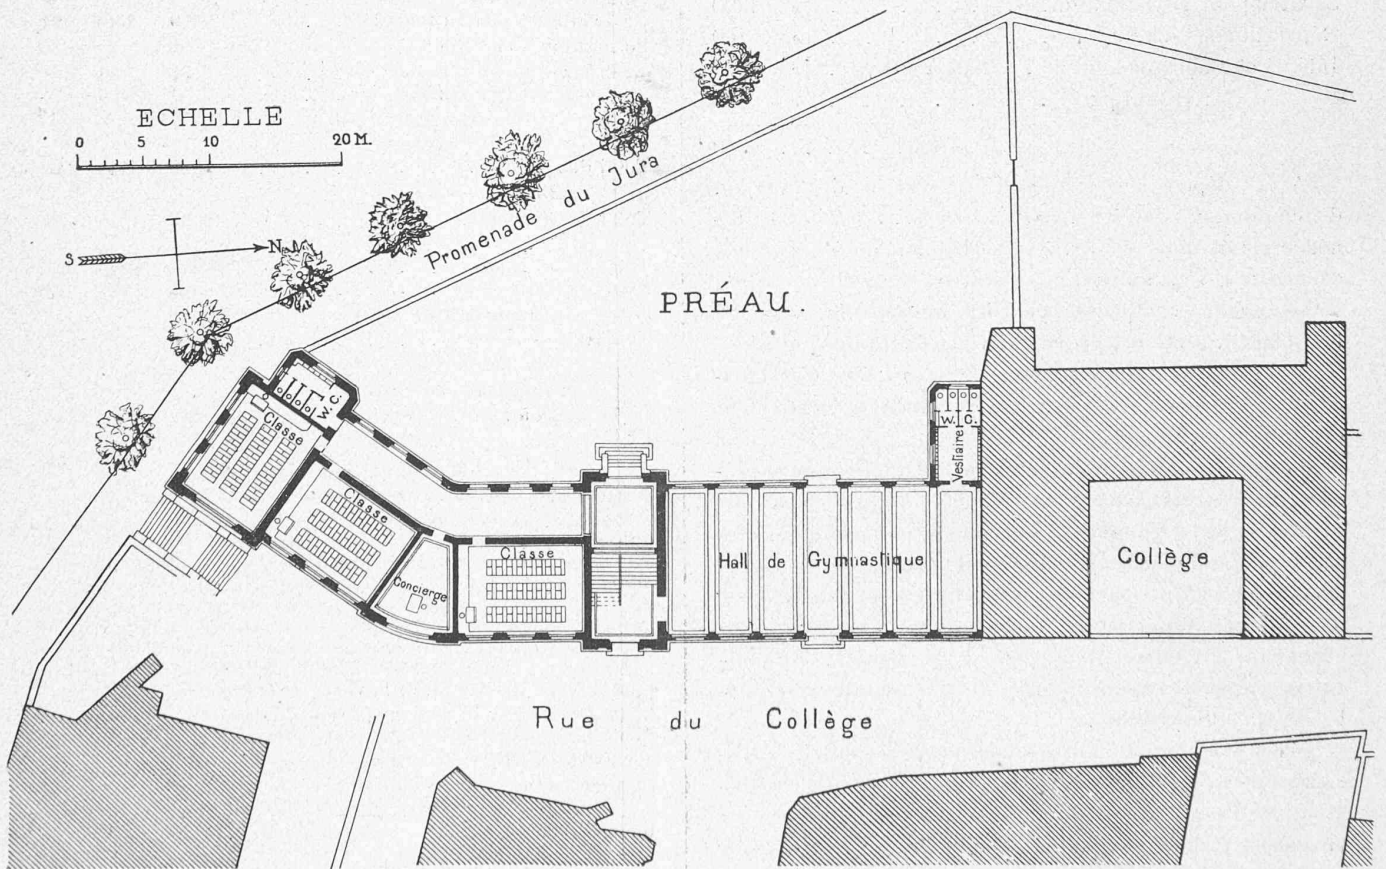 ECHELLE
0 5 10 20 M.
S N
Promenade du Jura
PRÉAU.
W. C.
Classe
Classe
Concierge
Classe
Hall de Gymnastique
W. C.
Vestiaire
Collège
Rue du Collège